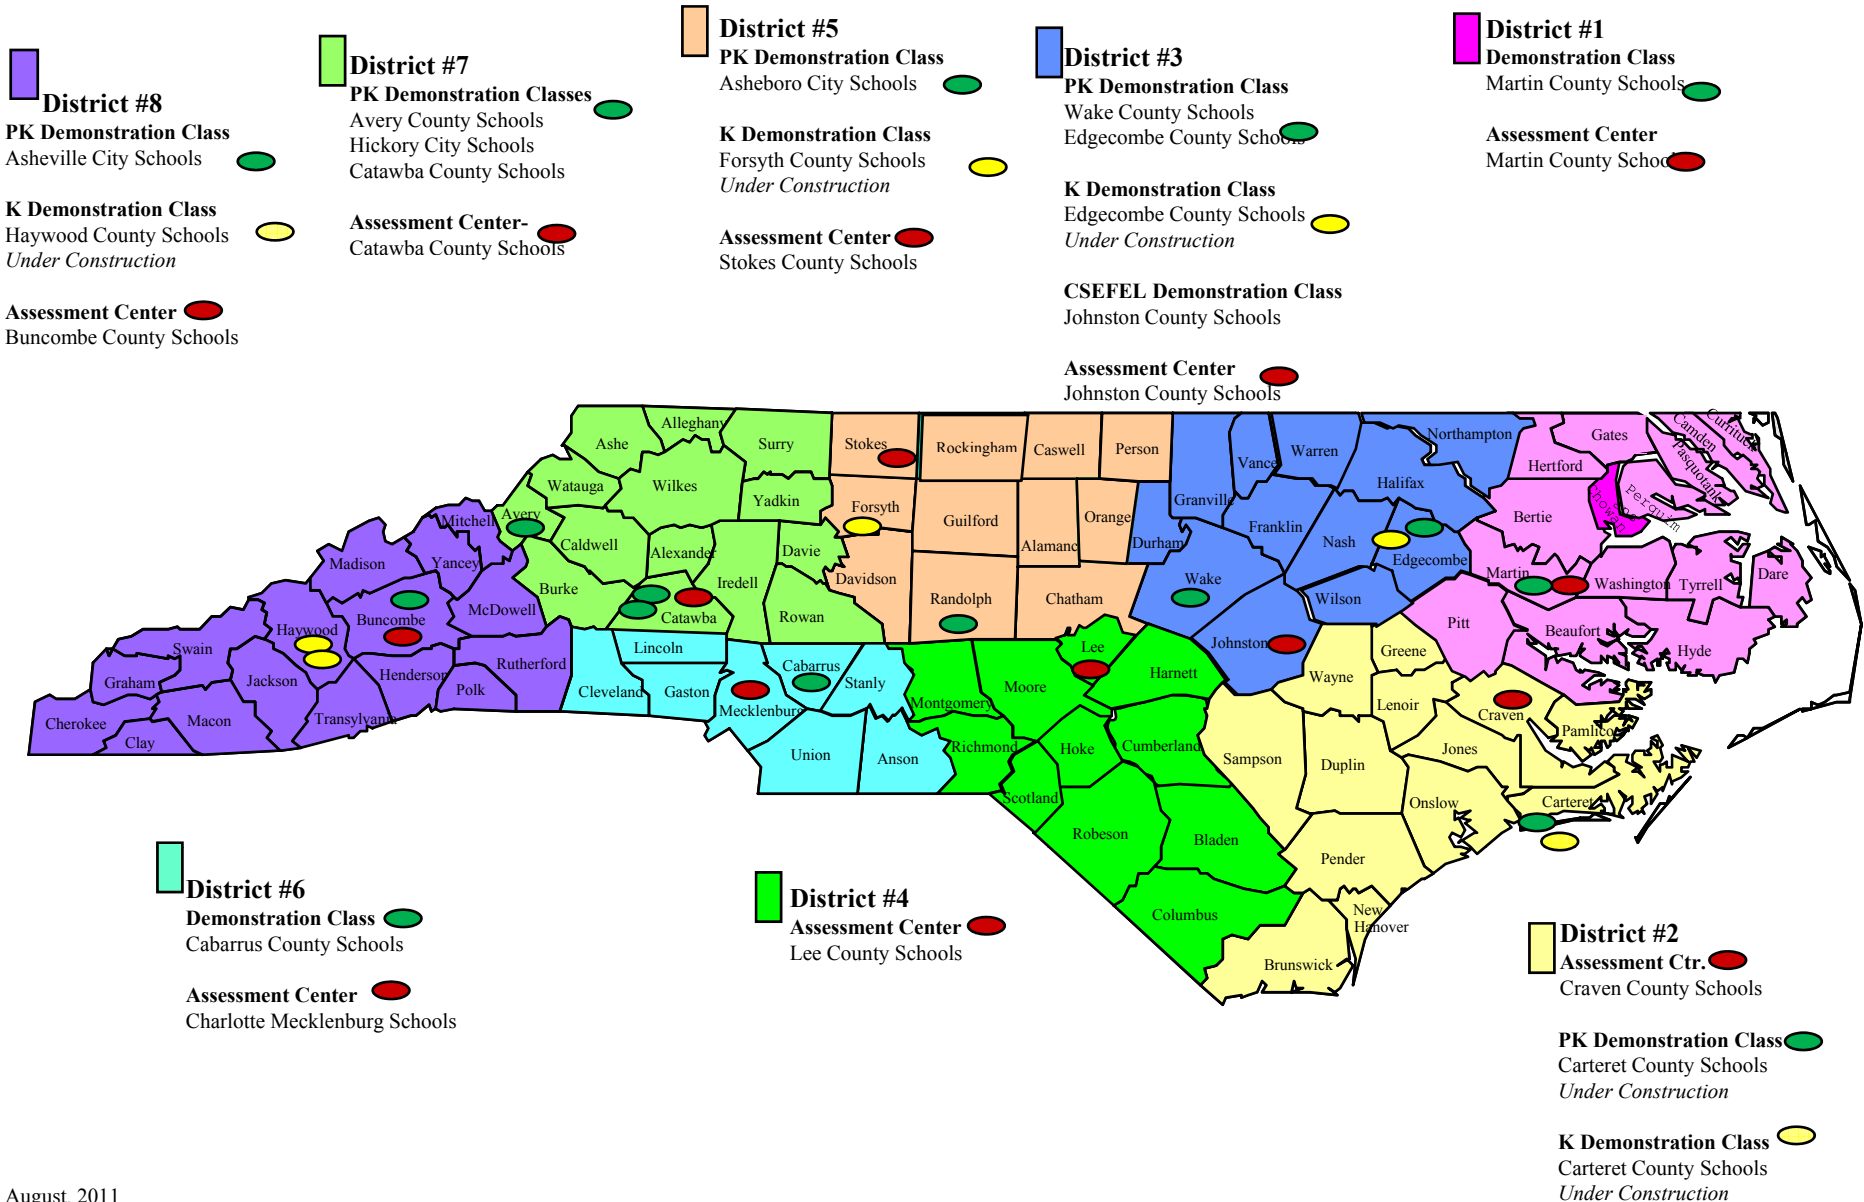 District #8
PK Demonstration Class
Asheville City Schools
K Demonstration Class
Haywood County Schools
Under Construction
Assessment Center
Buncombe County Schools
District #7
PK Demonstration Classes
Avery County Schools
Hickory City Schools
Catawba County Schools
Assessment Center-
Catawba County Schools
District #5
PK Demonstration Class
Asheboro City Schools
K Demonstration Class
Forsyth County Schools
Under Construction
Assessment Center
Stokes County Schools
District #3
PK Demonstration Class
Wake County Schools
Edgecombe County Schools
K Demonstration Class
Edgecombe County Schools
Under Construction
CSEFEL Demonstration Class
Johnston County Schools
Assessment Center
Johnston County Schools
District #1
Demonstration Class
Martin County Schools
Assessment Center
Martin County Schools
Ashe
Alleghany
Surry
Stokes
Rockingham
Caswell
Person
Granville
Vance
Warren
Northampton
Halifax
Hertford
Gates
Camden
Currituck
Pasquotank
Perquimans
Chowan
Bertie
Watauga
Wilkes
Yadkin
Forsyth
Guilford
Alamanc
Orange
Durham
Franklin
Nash
Edgecombe
Martin
Washington
Tyrrell
Dare
Mitchell
Avery
Caldwell
Alexander
Davie
Iredell
Davidson
Randolph
Chatham
Wake
Wilson
Pitt
Beaufort
Hyde
Madison
Yancey
McDowell
Burke
Catawba
Rowan
Johnston
Greene
Wayne
Lenoir
Craven
Pamlico
Swain
Haywood
Buncombe
Rutherford
Lincoln
Cabarrus
Stanly
Lee
Harnett
Moore
Graham
Jackson
Henderson
Polk
Cleveland
Gaston
Mecklenburg
Montgomery
Cherokee
Clay
Macon
Transylvania
Union
Anson
Richmond
Hoke
Cumberland
Sampson
Duplin
Jones
Onslow
Carteret
Scotland
Robeson
Bladen
Pender
Columbus
New
Hanover
Brunswick
District #6
Demonstration Class
Cabarrus County Schools
Assessment Center
Charlotte Mecklenburg Schools
District #4
Assessment Center
Lee County Schools
District #2
Assessment Ctr.
Craven County Schools
PK Demonstration Class
Carteret County Schools
Under Construction
K Demonstration Class
Carteret County Schools
Under Construction
August, 2011